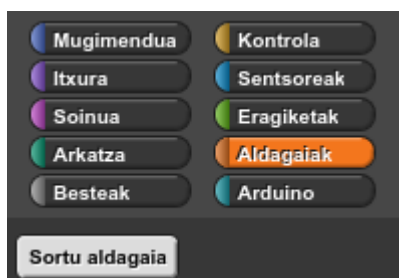 Mugimendua Kontrola
Itxura Sentsoreak
Soinua Eragiketak
Arkatza Aldagaiak
Besteak Arduino
Sortu aldagaia